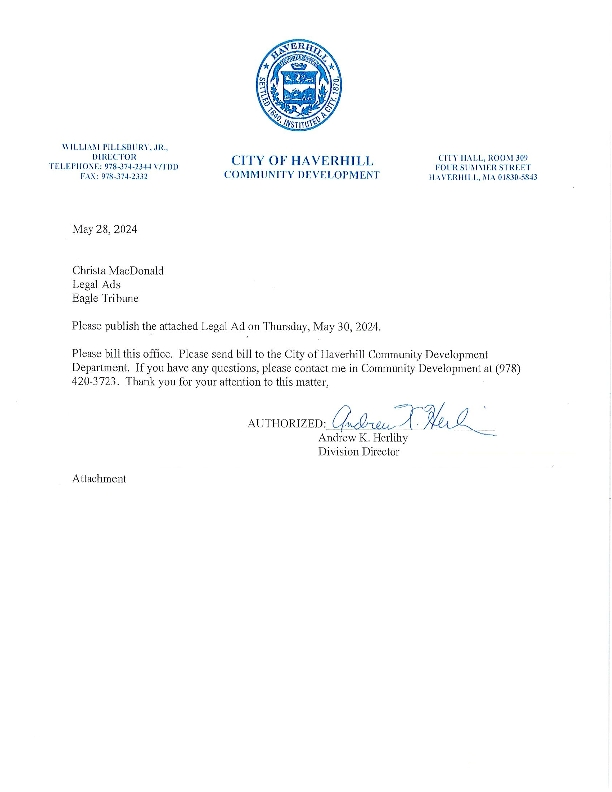 HAVERHILL
SETTLED 1640, INSTITUTED A CITY, 1870.
WILLIAM PILLSBURY, JR.,
DIRECTOR
TELEPHONE: 978-374-2344 V/TDD
FAX: 978-374-2332
CITY OF HAVERHILL
COMMUNITY DEVELOPMENT
CITY HALL, ROOM 309
FOUR SUMMER STREET
HAVERHILL, MA 01830-5843
May 28, 2024
Christa MacDonald
Legal Ads
Eagle Tribune
Please publish the attached Legal Ad on Thursday, May 30, 2024.
Please bill this office. Please send bill to the City of Haverhill Community Development
Department. If you have any questions, please contact me in Community Development at (978)
420-3723. Thank you for your attention to this matter,
AUTHORIZED: Andrew K. Herli
Andrew K. Herlihy
Division Director
Attachment